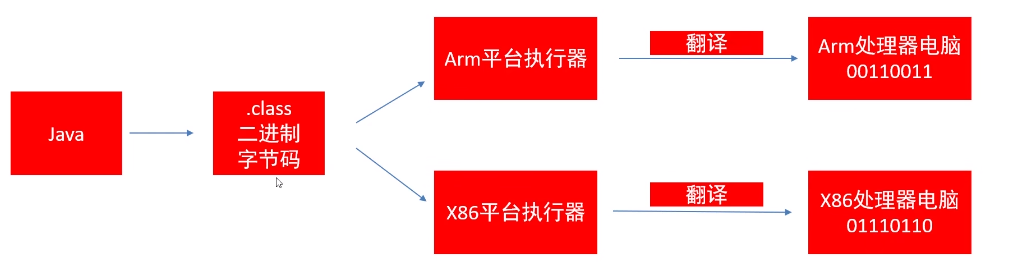 Java
.class
二进制
字节码
Arm平台执行器
翻译
Arm处理器电脑
00110011
X86平台执行器
翻译
X86处理器电脑
01110110